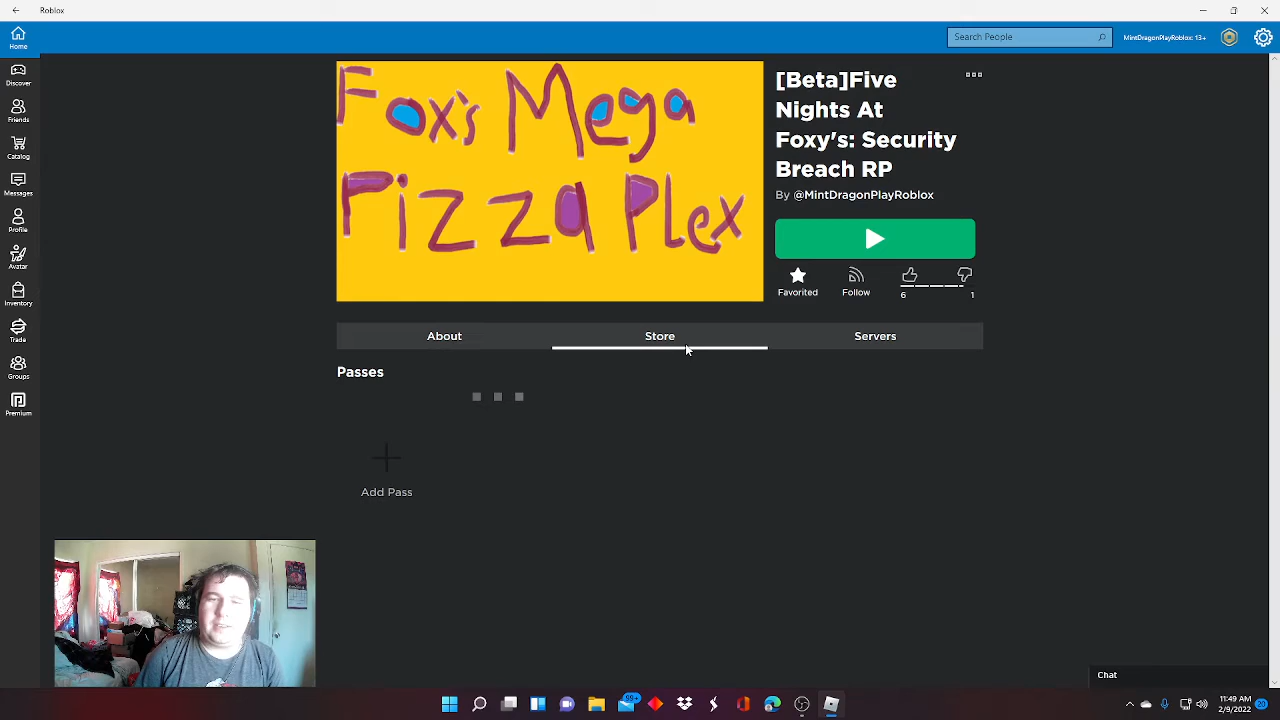 Roblox
Home
Search People
MintDragonPlayRoblox: 13+
Discover
Friends
Catalog
Messages
Profile
Avatar
Inventory
Trade
Groups
Premium
Fox's Mega
Pizza Plex
[Beta]Five
Nights At
Foxy's: Security
Breach RP
By @MintDragonPlayRoblox
Favorited
Follow
6
1
About
Store
Servers
Passes
Add Pass
Chat
99+
11:49 AM
2/9/2022
20